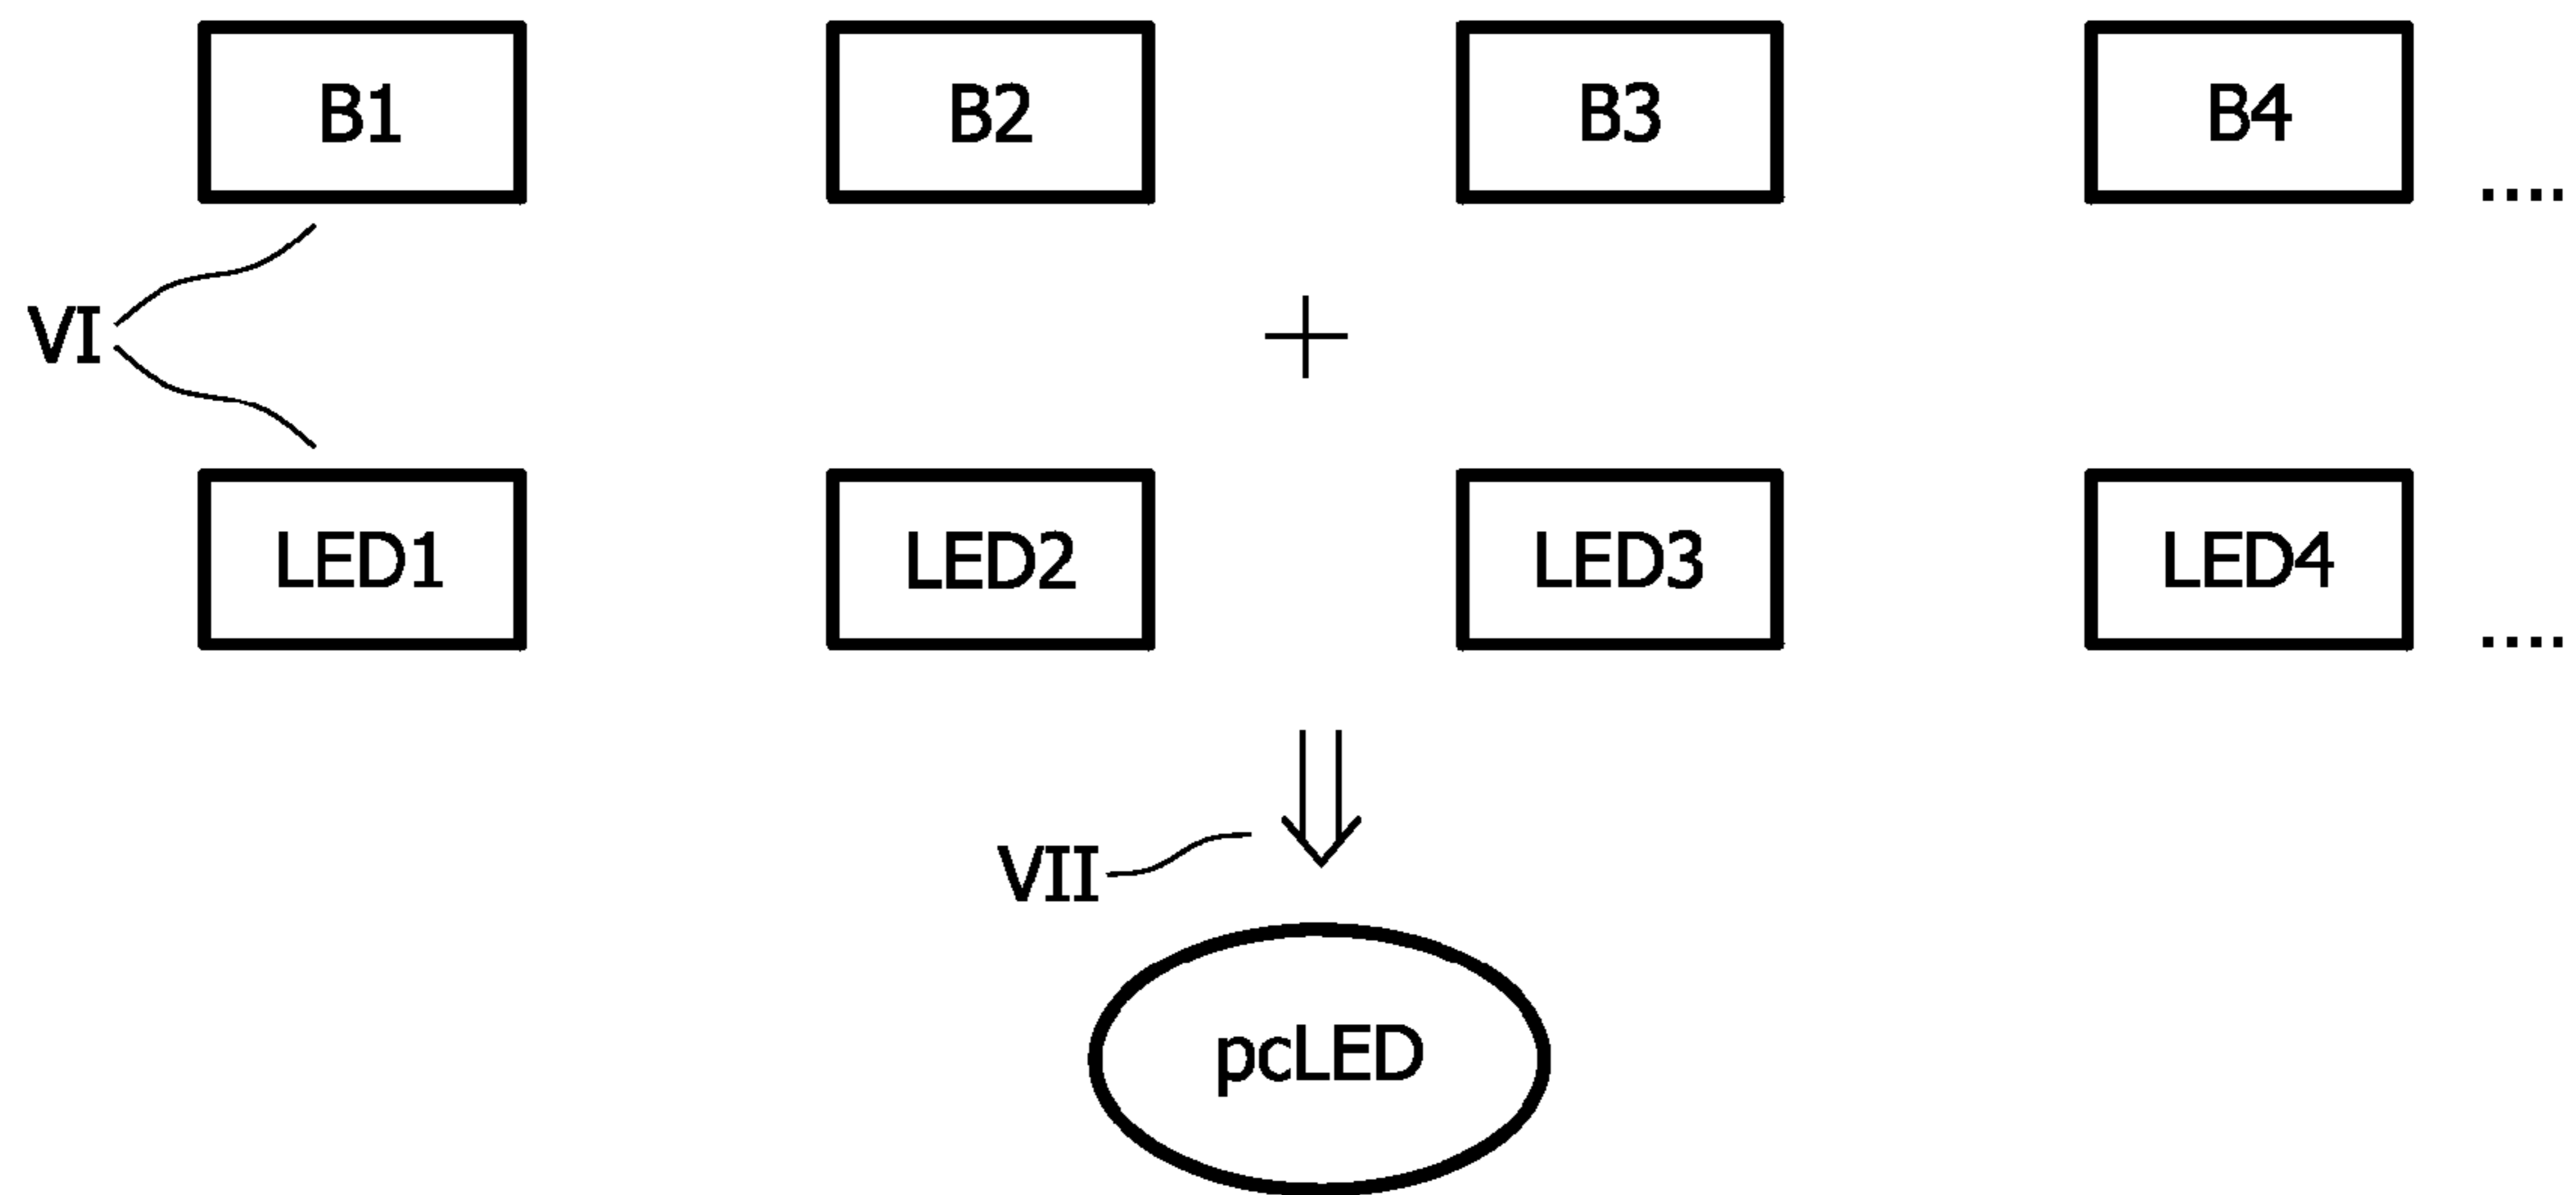 B1 B2 B3 B4 ....
VI +
LED1 LED2 LED3 LED4 ....
VII
pcLED